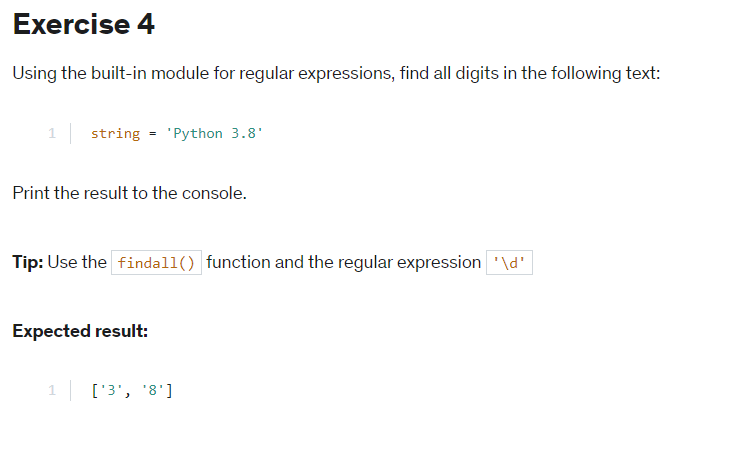 Exercise 4
Using the built-in module for regular expressions, find all digits in the following text:
1 string = 'Python 3.8'
Print the result to the console.
Tip: Use the findall() function and the regular expression '\d'
Expected result:
1 ['3', '8']